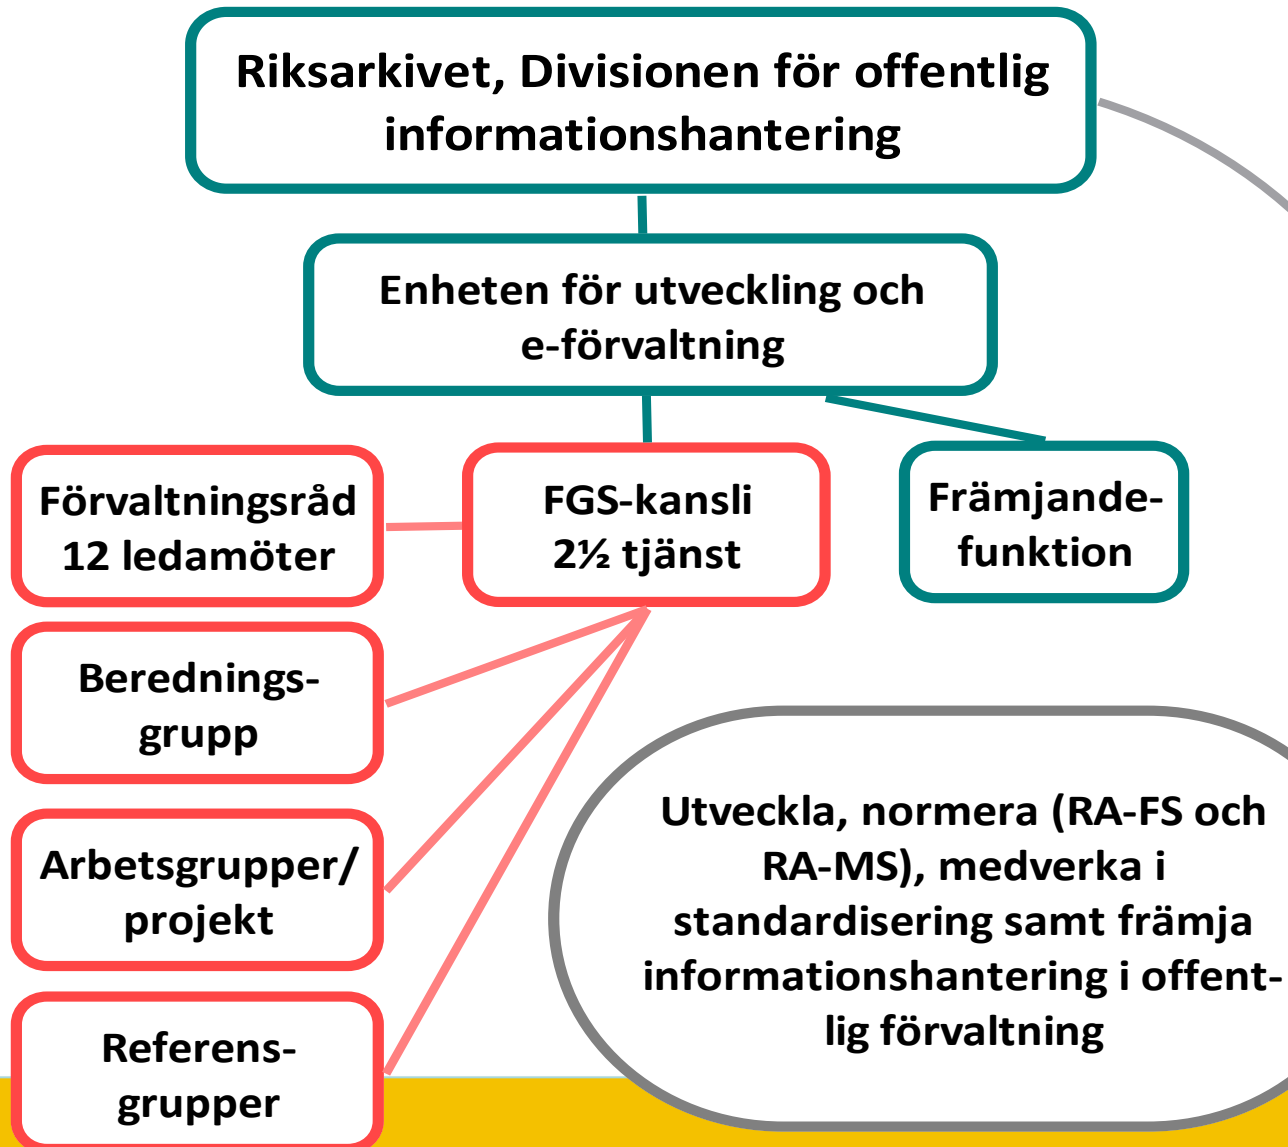 Riksarkivet, Divisionen för offentlig
informationshantering
Enheten för utveckling och
e-förvaltning
Förvaltningsråd
12 ledamöter
FGS-kansli
2½ tjänst
Främjande-
funktion
Berednings-
grupp
Arbetsgrupper/
projekt
Referens-
grupper
Utveckla, normera (RA-FS och
RA-MS), medverka i
standardisering samt främja
informationshantering i offent-
lig förvaltning